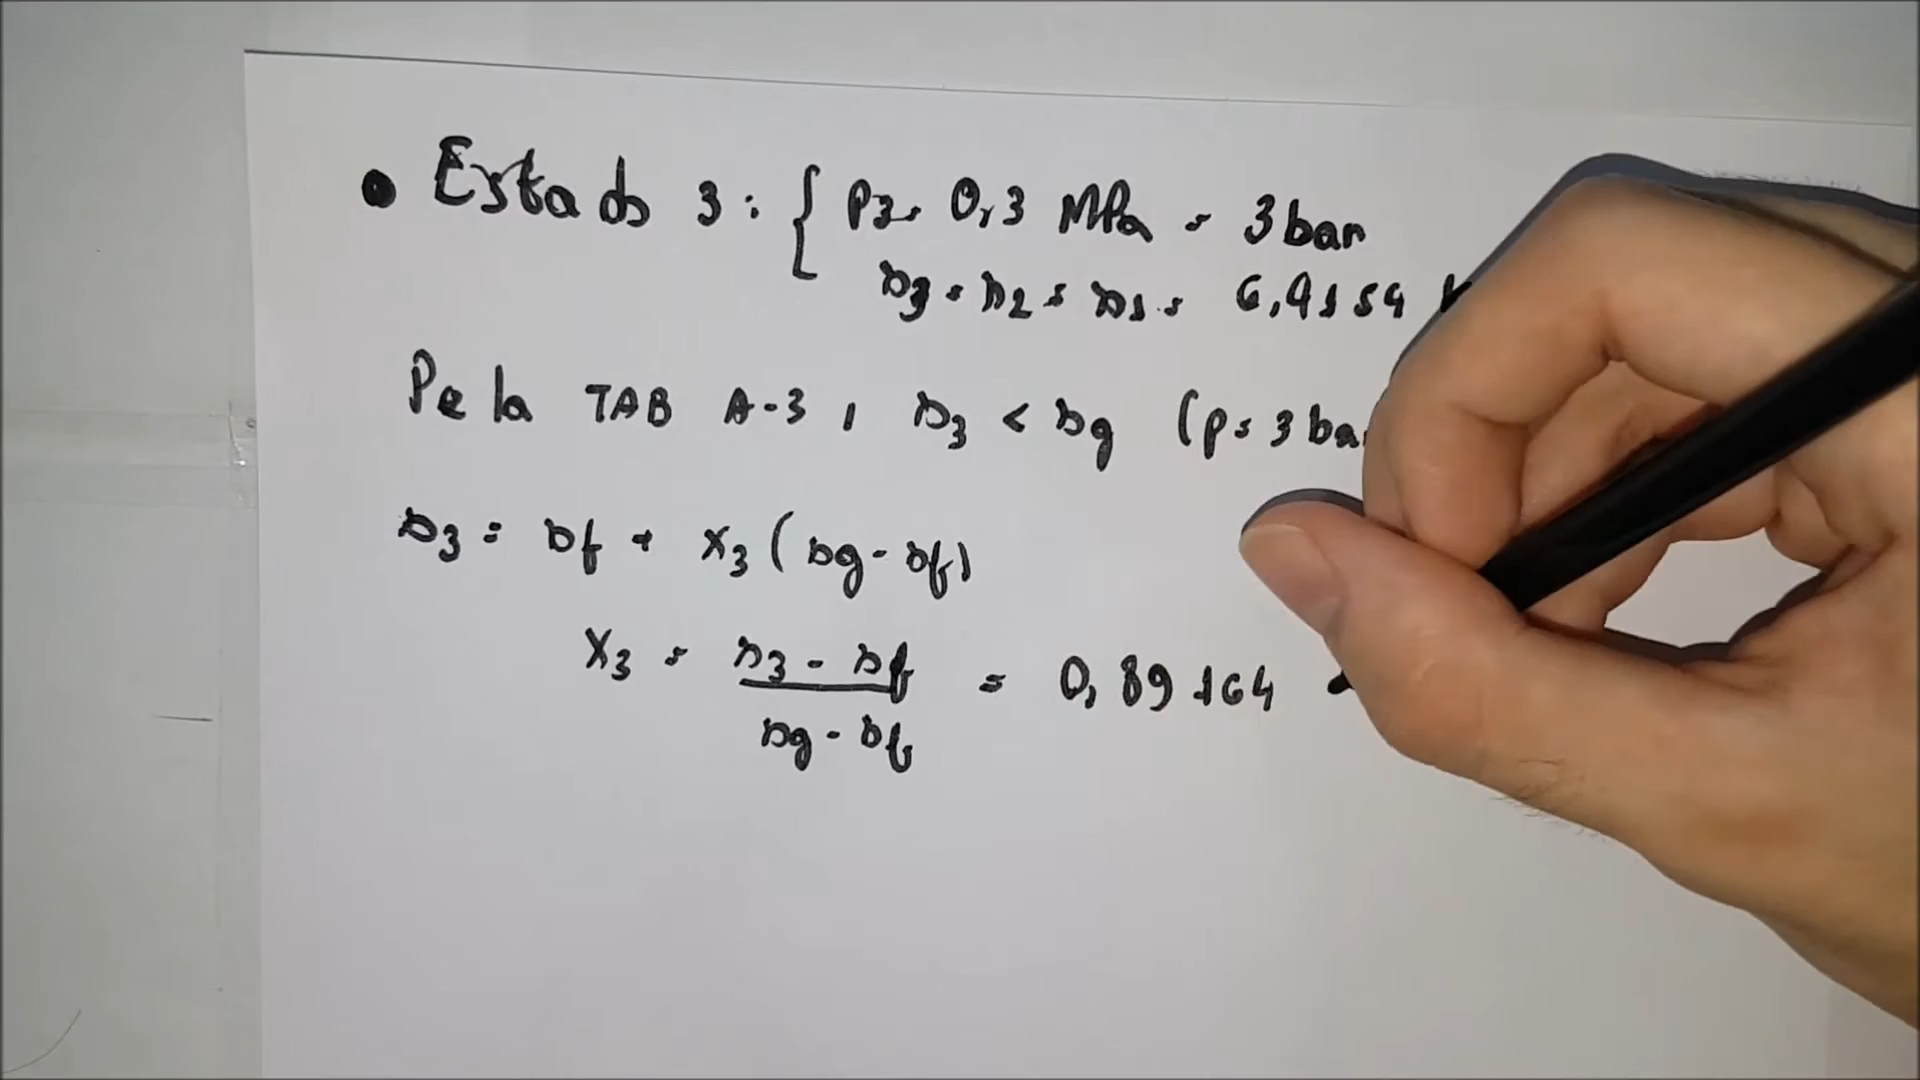 • Estado 3: { p3 = 0,3 MPa = 3 bar
s3 = s2 = s1 = 6,4154
Pela TAB A-3, s3 < sg (p = 3 bar
s3 = sf + x3 (sg - sf)
x3 = s3 - sf = 0,89164
sg - sf